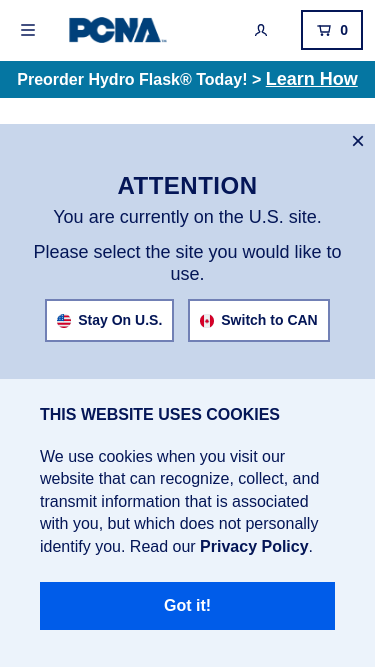 PCNA
0
Preorder Hydro Flask® Today! > Learn How
ATTENTION
You are currently on the U.S. site.
Please select the site you would like to
use.
Stay On U.S.
Switch to CAN
THIS WEBSITE USES COOKIES
We use cookies when you visit our
website that can recognize, collect, and
transmit information that is associated
with you, but which does not personally
identify you. Read our Privacy Policy.
Got it!